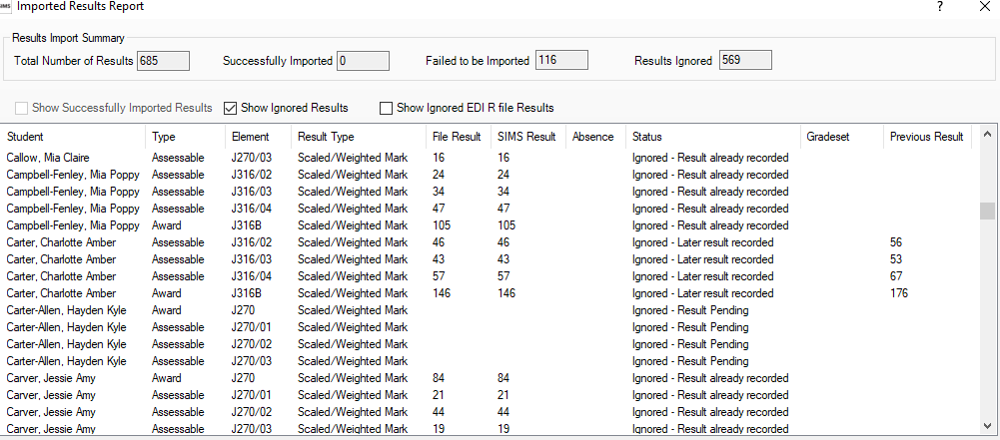 SIMS Imported Results Report ? ×
Results Import Summary
Total Number of Results 685 Successfully Imported 0 Failed to be Imported 116 Results Ignored 569
Show Successfully Imported Results Show Ignored Results Show Ignored EDI R file Results
Student Type Element Result Type File Result SIMS Result Absence Status Gradeset Previous Result
Callow, Mia Claire Assessable J270/03 Scaled/Weighted Mark 16 16 Ignored - Result already recorded
Campbell-Fenley, Mia Poppy Assessable J316/02 Scaled/Weighted Mark 24 24 Ignored - Result already recorded
Campbell-Fenley, Mia Poppy Assessable J316/03 Scaled/Weighted Mark 34 34 Ignored - Result already recorded
Campbell-Fenley, Mia Poppy Assessable J316/04 Scaled/Weighted Mark 47 47 Ignored - Result already recorded
Campbell-Fenley, Mia Poppy Award J316B Scaled/Weighted Mark 105 105 Ignored - Result already recorded
Carter, Charlotte Amber Assessable J316/02 Scaled/Weighted Mark 46 46 Ignored - Later result recorded 56
Carter, Charlotte Amber Assessable J316/03 Scaled/Weighted Mark 43 43 Ignored - Later result recorded 53
Carter, Charlotte Amber Assessable J316/04 Scaled/Weighted Mark 57 57 Ignored - Later result recorded 67
Carter, Charlotte Amber Award J316B Scaled/Weighted Mark 146 146 Ignored - Later result recorded 176
Carter-Allen, Hayden Kyle Award J270 Scaled/Weighted Mark Ignored - Result Pending
Carter-Allen, Hayden Kyle Assessable J270/01 Scaled/Weighted Mark Ignored - Result Pending
Carter-Allen, Hayden Kyle Assessable J270/02 Scaled/Weighted Mark Ignored - Result Pending
Carter-Allen, Hayden Kyle Assessable J270/03 Scaled/Weighted Mark Ignored - Result Pending
Carver, Jessie Amy Award J270 Scaled/Weighted Mark 84 84 Ignored - Result already recorded
Carver, Jessie Amy Assessable J270/01 Scaled/Weighted Mark 21 21 Ignored - Result already recorded
Carver, Jessie Amy Assessable J270/02 Scaled/Weighted Mark 44 44 Ignored - Result already recorded
Carver, Jessie Amy Assessable J270/03 Scaled/Weighted Mark 19 19 Ignored - Result already recorded